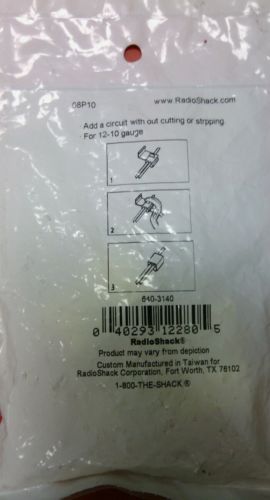 08P10 www.RadioShack.com
Add a circuit with out cutting or strpping.
For 12-10 gauge
1
2
3
640-3140
0 40293 12280 5
RadioShack®
Product may vary from depiction
Custom Manufactured in Taiwan for
RadioShack Corporation, Fort Worth, TX 76102
1-800-THE-SHACK ®